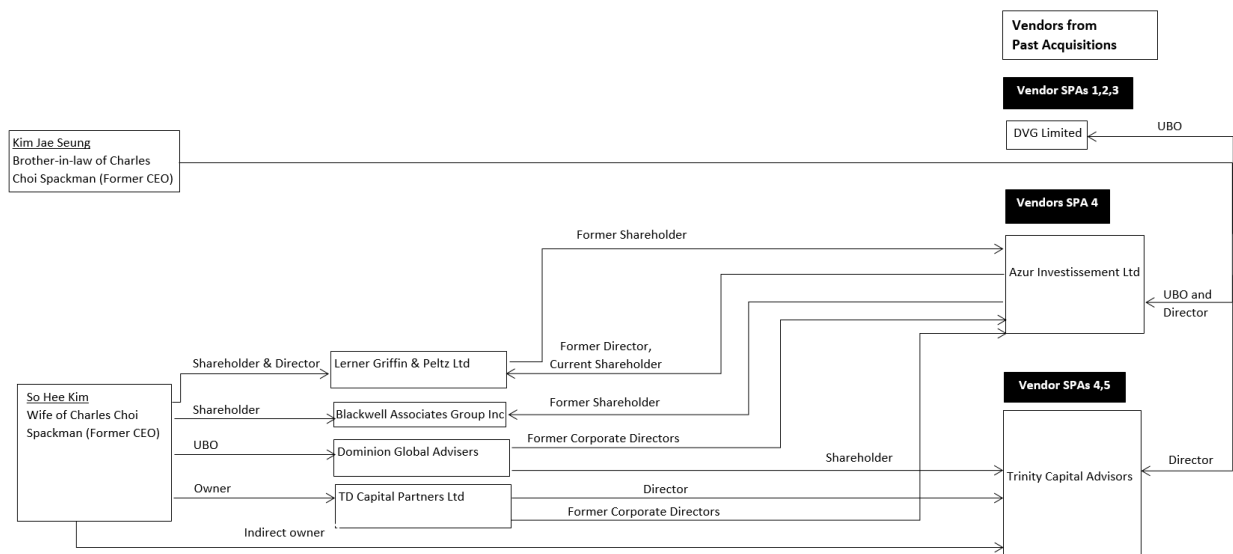 Vendors from
Past Acquisitions
Vendor SPAs 1,2,3
UBO
DVG Limited
Kim Jae Seung
Brother-in-law of Charles
Choi Spackman (Former CEO)
Vendors SPA 4
Former Shareholder
Azur Investissement Ltd
UBO and
Director
Former Director,
Current Shareholder
Shareholder & Director
Lerner Griffin & Peltz Ltd
Vendor SPAs 4,5
So Hee Kim
Wife of Charles Choi
Spackman (Former CEO)
Shareholder
Blackwell Associates Group Inc
Former Shareholder
UBO
Dominion Global Advisers
Former Corporate Directors
Shareholder
Trinity Capital Advisors
Director
Owner
TD Capital Partners Ltd
Director
Former Corporate Directors
Indirect owner